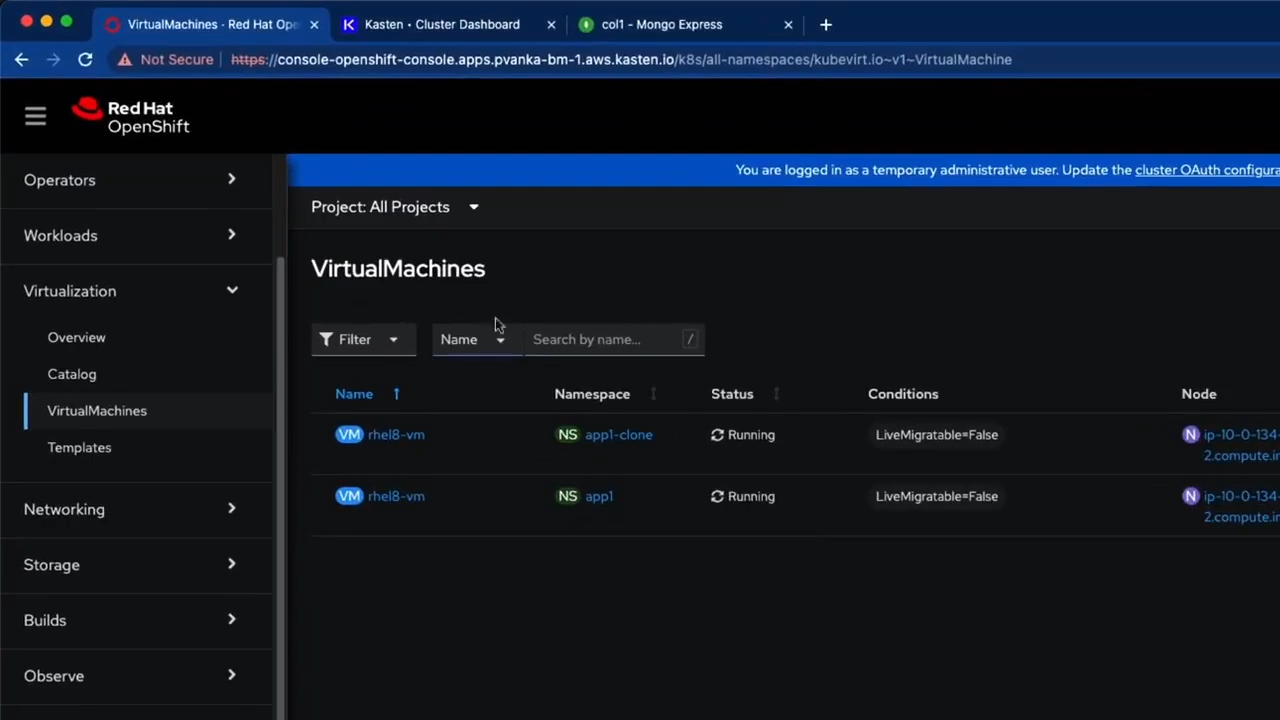 VirtualMachines · Red Hat Ope
Kasten • Cluster Dashboard
col1 - Mongo Express
Not Secure https://console-openshift-console.apps.pvanka-bm-1.aws.kasten.io/k8s/all-namespaces/kubevirt.io~v1~VirtualMachine
Red Hat
OpenShift
You are logged in as a temporary administrative user. Update the cluster OAuth configura
Operators
Workloads
Virtualization
Overview
Catalog
VirtualMachines
Templates
Networking
Storage
Builds
Observe
Project: All Projects
VirtualMachines
Filter Name Search by name... /
Name Namespace Status Conditions Node
VM rhel8-vm NS app1-clone Running LiveMigratable=False N ip-10-0-134-
2.compute.in
VM rhel8-vm NS app1 Running LiveMigratable=False N ip-10-0-134-
2.compute.in